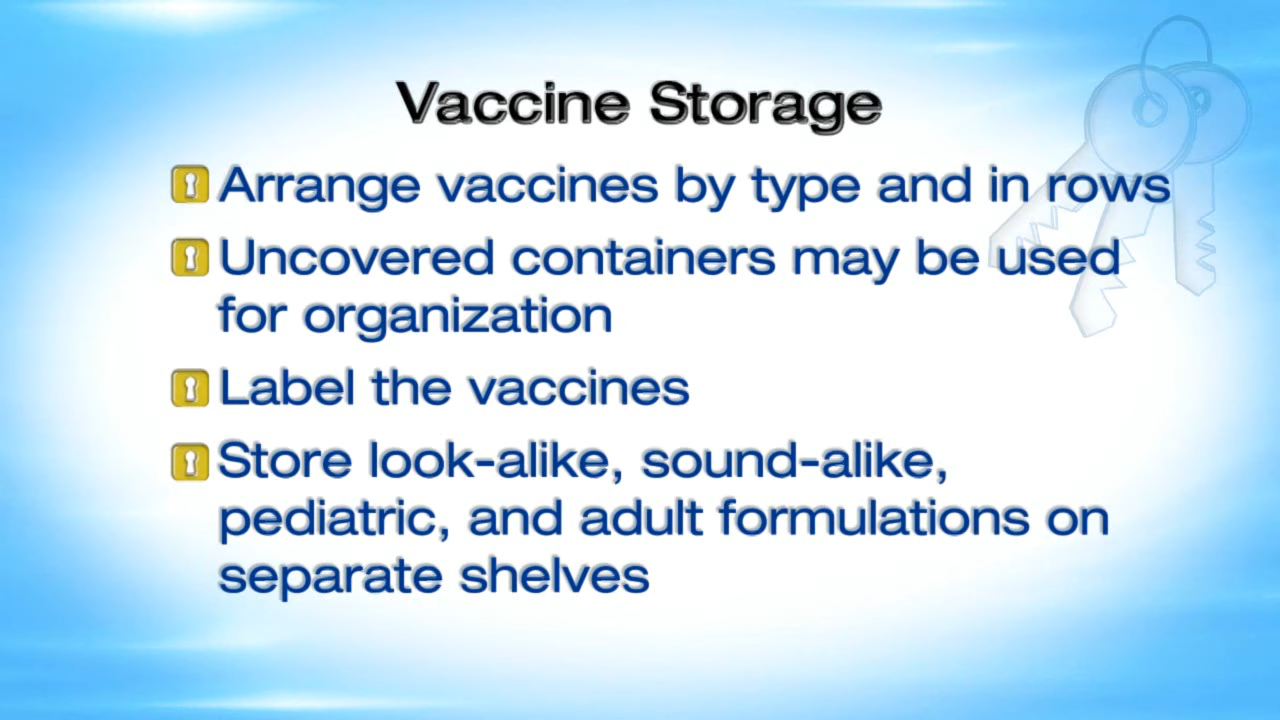 Vaccine Storage
Arrange vaccines by type and in rows
Uncovered containers may be used
for organization
Label the vaccines
Store look-alike, sound-alike,
pediatric, and adult formulations on
separate shelves